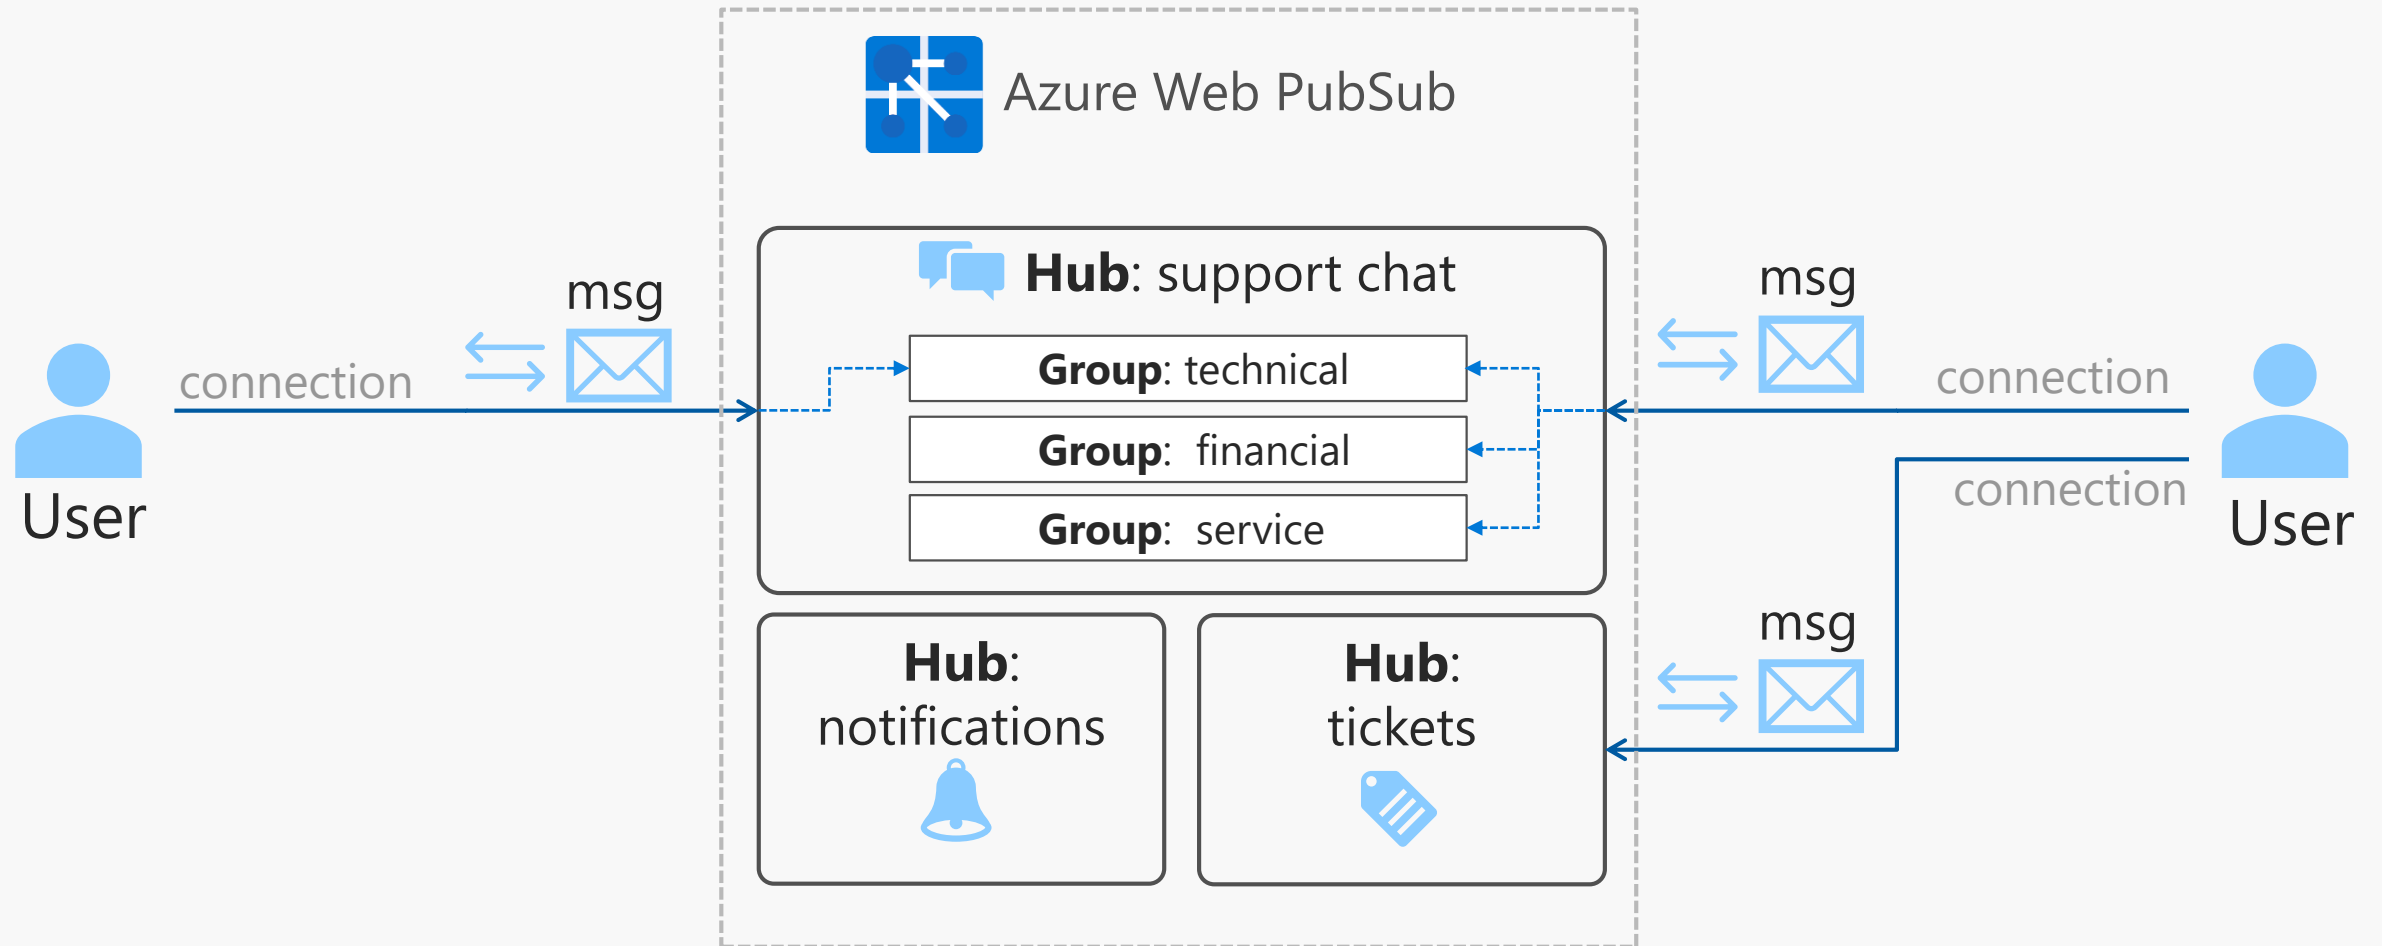 Azure Web PubSub
Hub: support chat
msg
msg
Group: technical
connection
connection
Group: financial
connection
User
Group: service
User
msg
Hub:
notifications
Hub:
tickets